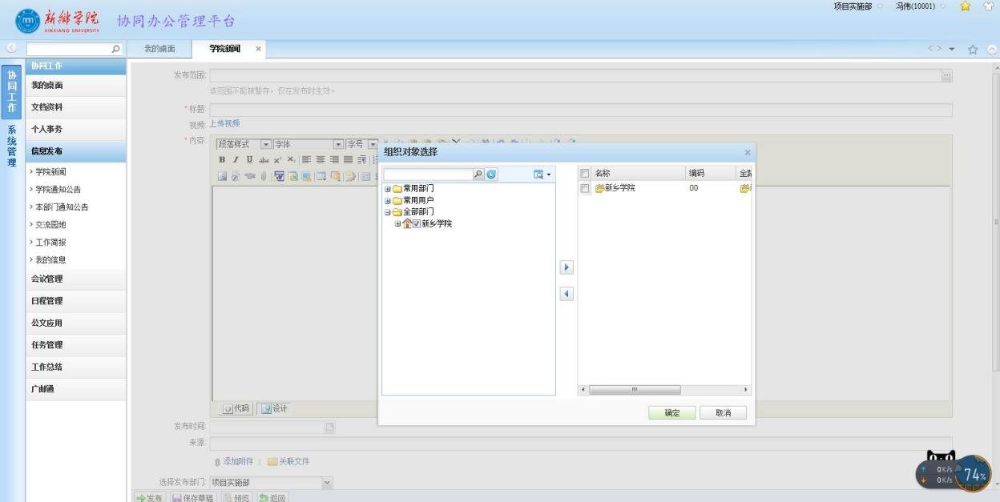 项目实施部 冯伟(10001)
新乡学院 协同办公管理平台
XINXIANG UNIVERSITY
我的桌面 学院新闻
协同工作
系统管理
协同工作
我的桌面
文档资料
个人事务
信息发布
学院新闻
学院通知公告
本部门通知公告
交流园地
工作简报
我的信息
会议管理
日程管理
公文应用
任务管理
工作总结
广邮通
发布范围:
该范围不能被暂存,仅在发布时生效。
* 标题:
视频: 上传视频
* 内容:
段落样式 字体 字号
代码 设计
发布时间:
来源:
添加附件 | 关联文件
选择发布部门: 项目实施部
发布 保存草稿 预览 返回
组织对象选择
常用部门
常用用户
全部部门
新乡学院
名称 编码
新乡学院 00
确定 取消
0K/s
0K/s
74%